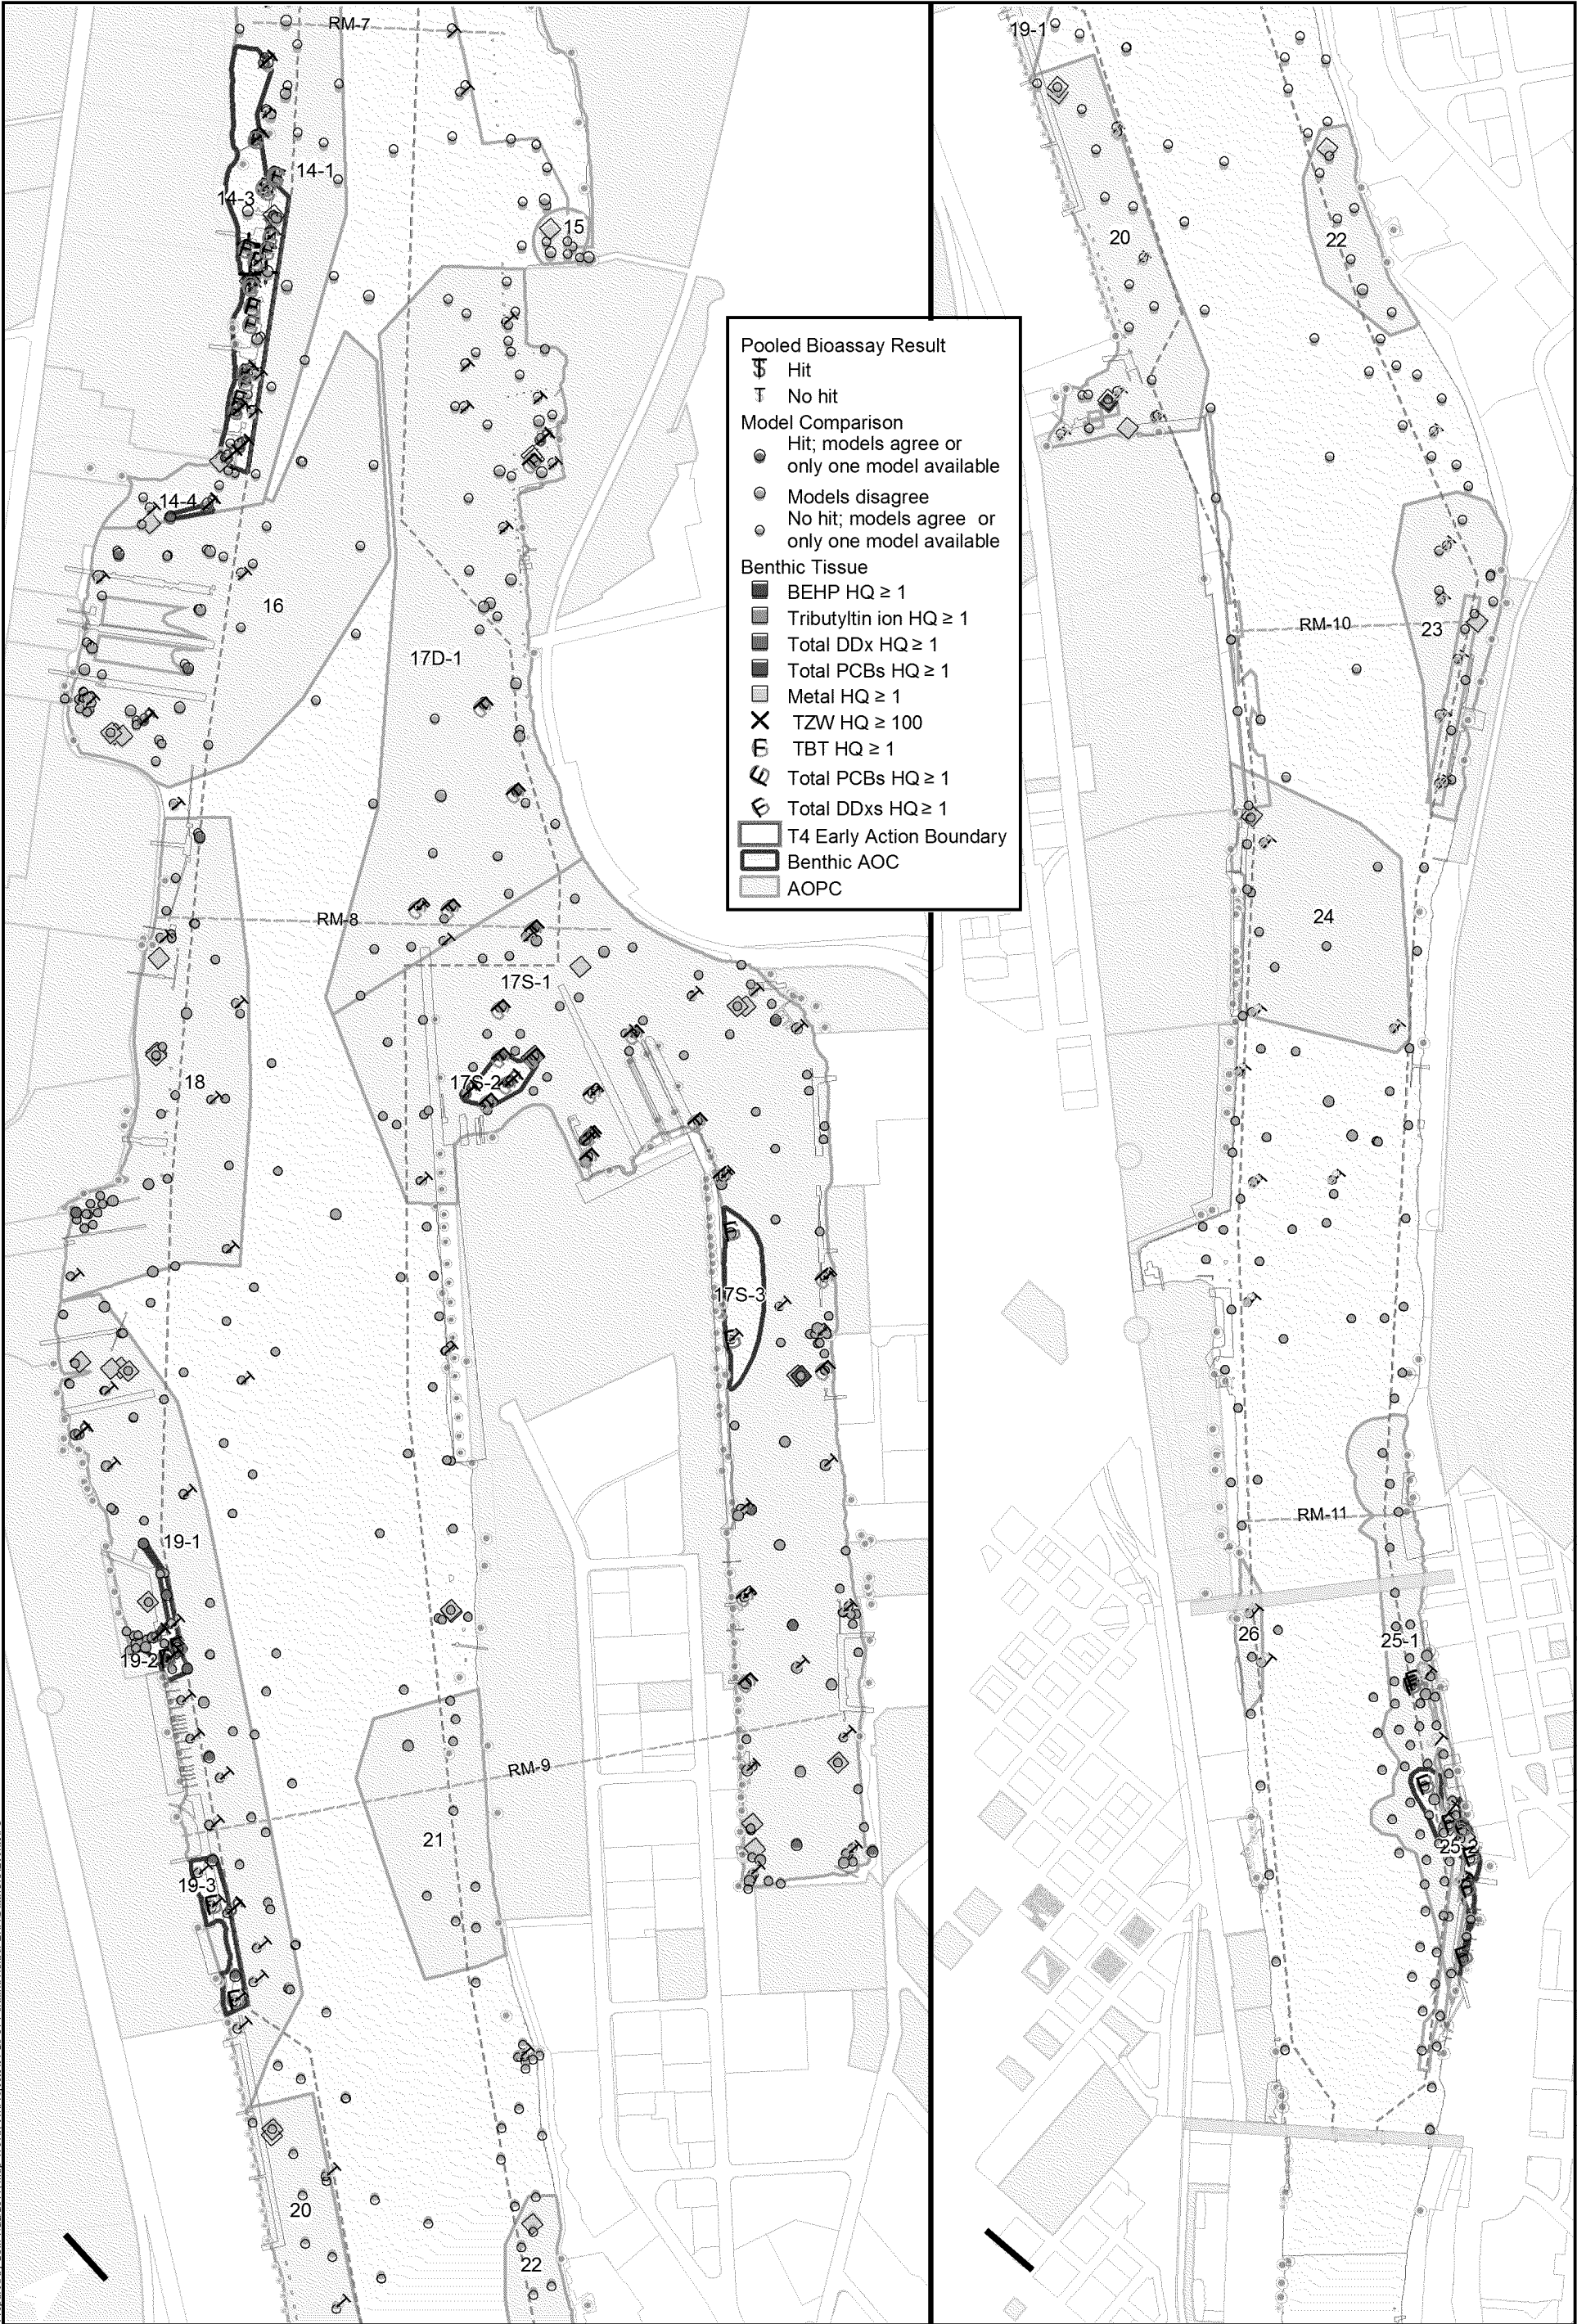 RM-7
14-1
14-3
15
14-4
16
17D-1
RM-8
17S-1
17S-2
18
17S-3
19-1
19-2
RM-9
21
19-3
20
22
Pooled Bioassay Result
Hit
No hit
Model Comparison
Hit; models agree or
only one model available
Models disagree
No hit; models agree or
only one model available
Benthic Tissue
BEHP HQ ≥ 1
Tributyltin ion HQ ≥ 1
Total DDx HQ ≥ 1
Total PCBs HQ ≥ 1
Metal HQ ≥ 1
TZW HQ ≥ 100
TBT HQ ≥ 1
Total PCBs HQ ≥ 1
Total DDxs HQ ≥ 1
T4 Early Action Boundary
Benthic AOC
AOPC
19-1
20
22
RM-10
23
24
RM-11
26
25-1
25-2